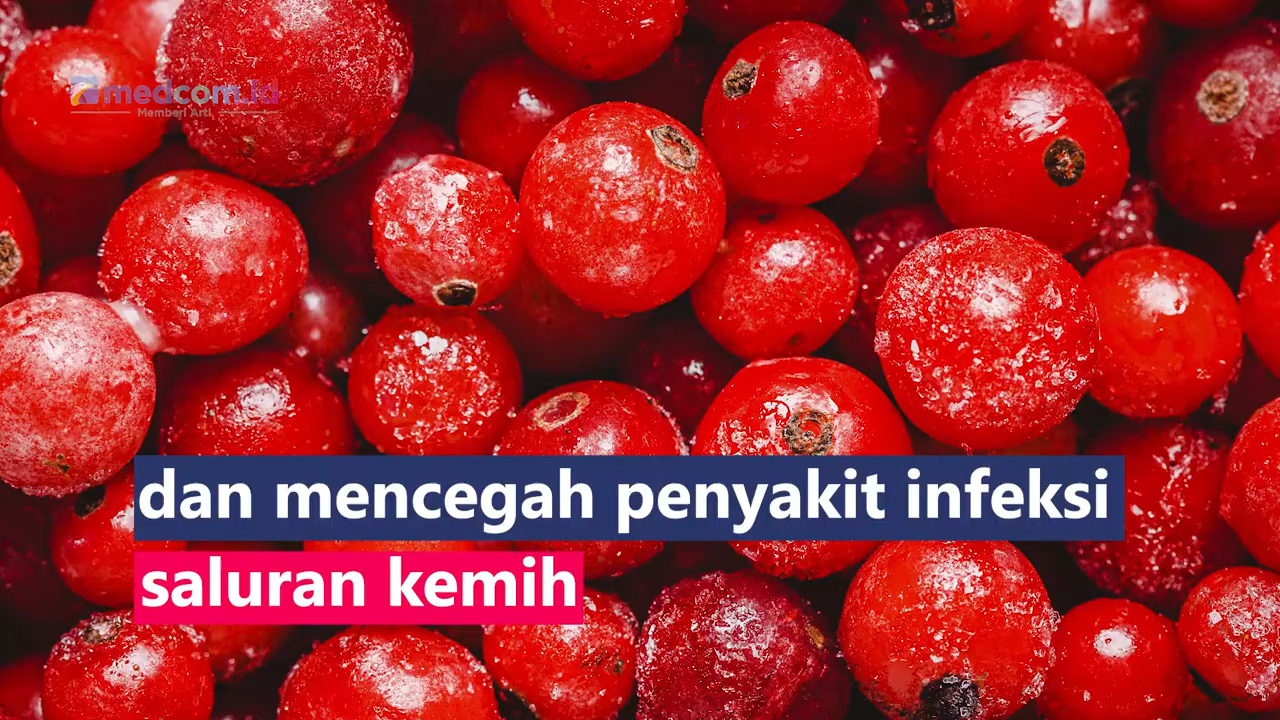 medcom.id
Memberi Arti
dan mencegah penyakit infeksi
saluran kemih